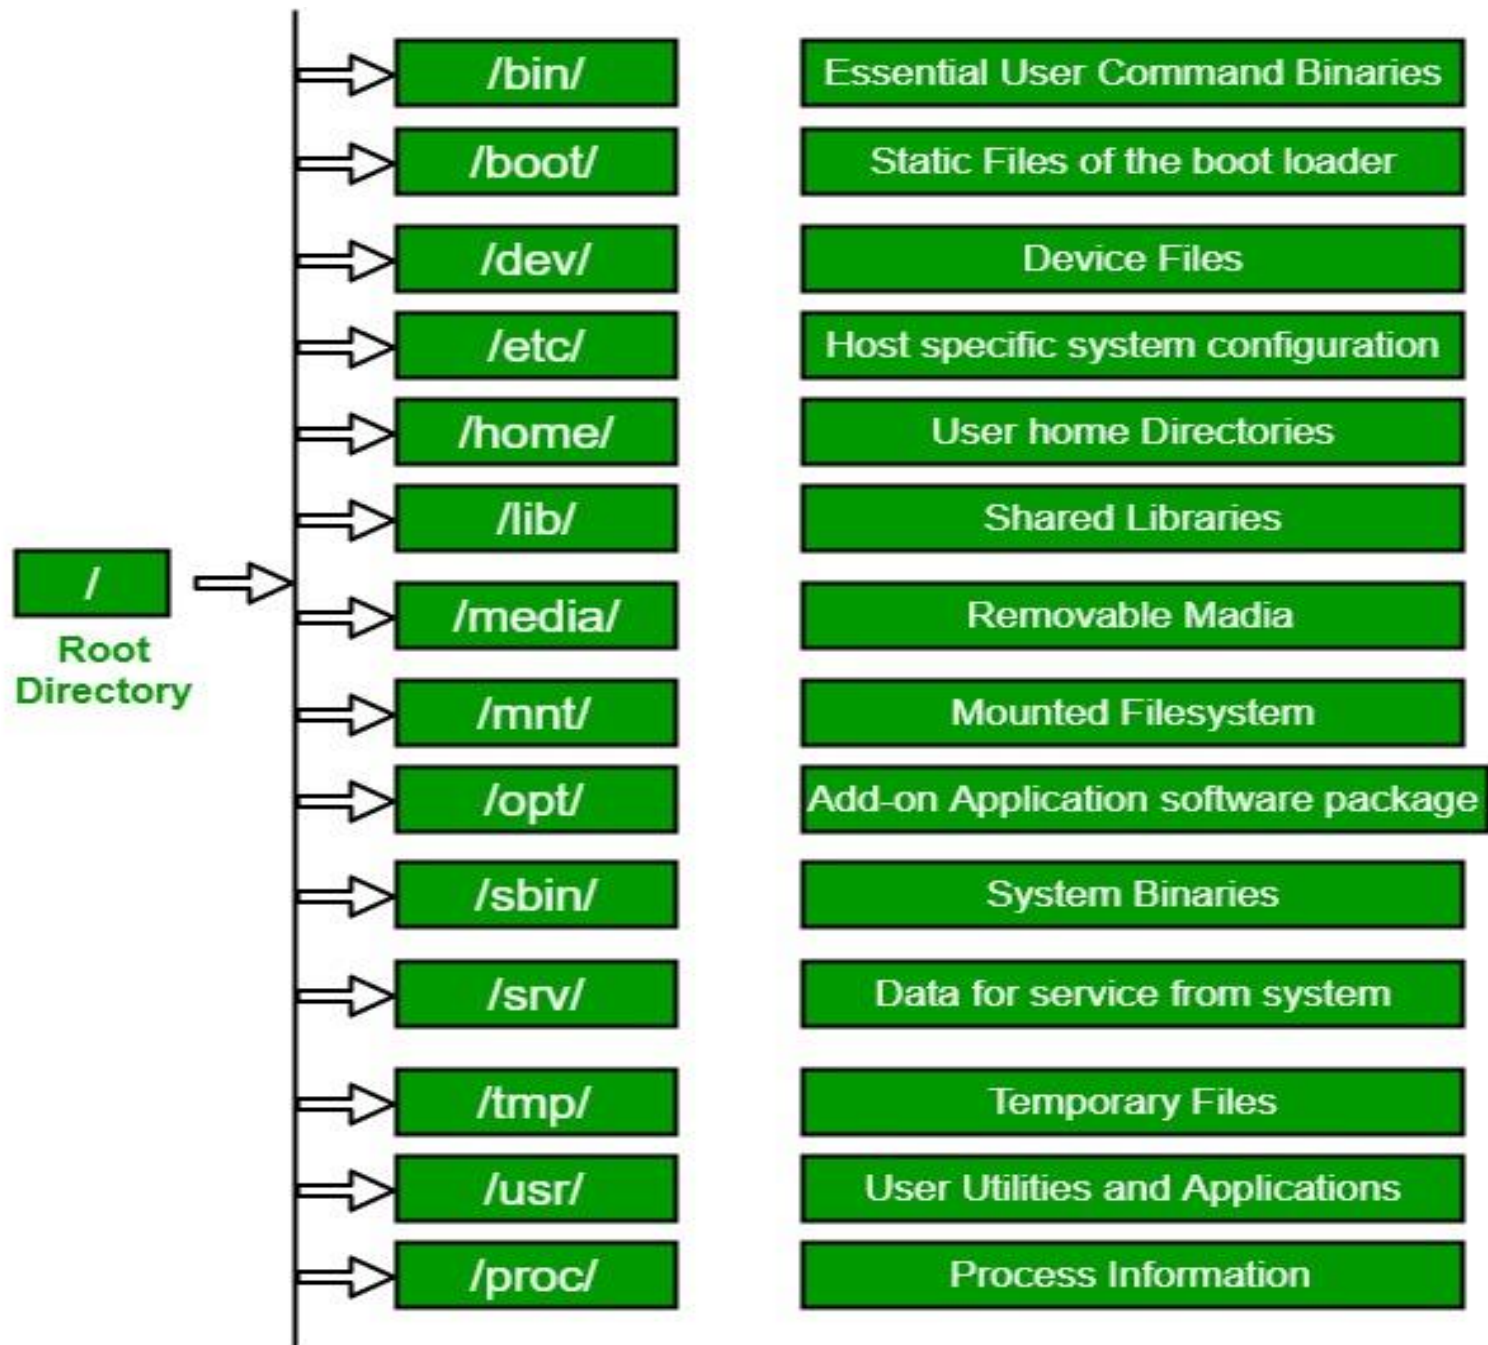 /bin/ Essential User Command Binaries
/boot/ Static Files of the boot loader
/dev/ Device Files
/etc/ Host specific system configuration
/home/ User home Directories
/lib/ Shared Libraries
/
Root
Directory
/media/ Removable Madia
/mnt/ Mounted Filesystem
/opt/ Add-on Application software package
/sbin/ System Binaries
/srv/ Data for service from system
/tmp/ Temporary Files
/usr/ User Utilities and Applications
/proc/ Process Information